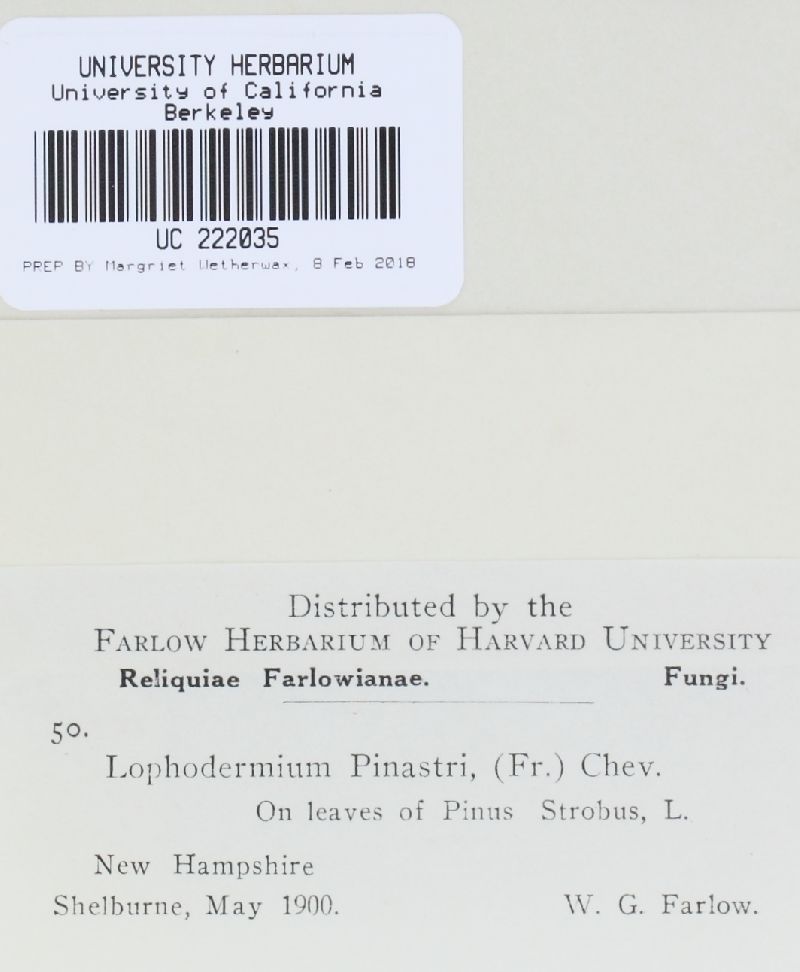 UNIVERSITY HERBARIUM
University of California
Berkeley
UC 222035
PREP BY Margriet Wetherwax, 8 Feb 2018
Distributed by the
FARLOW HERBARIUM OF HARVARD UNIVERSITY
Reliquiae Farlowianae. Fungi.
50.
Lophodermium Pinastri, (Fr.) Chev.
On leaves of Pinus Strobus, L.
New Hampshire
Shelburne, May 1900. W. G. Farlow.